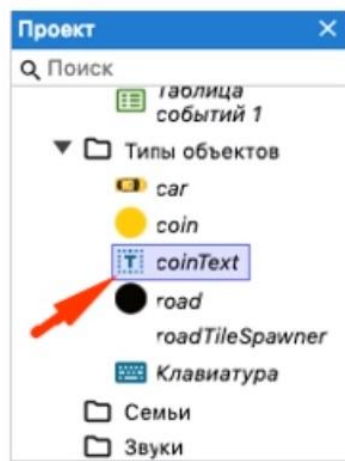 Проект
Поиск
Таблица
событий 1
Типы объектов
car
coin
T coinText
road
roadTileSpawner
Клавиатура
Семьи
Звуки